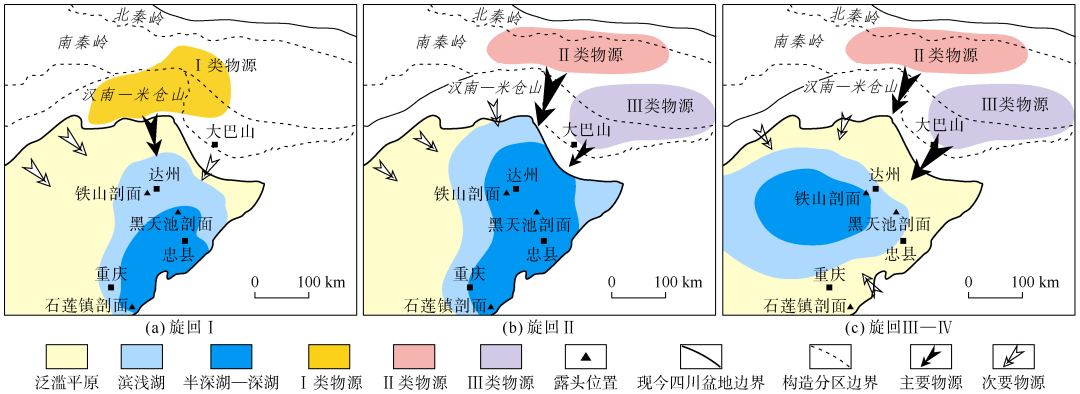 北秦岭
南秦岭
Ⅰ类物源
汉南—米仓山
大巴山
达州
铁山剖面
黑天池剖面
忠县
重庆
石莲镇剖面
0 100 km
(a) 旋回Ⅰ
北秦岭
南秦岭
Ⅱ类物源
汉南—米仓山
Ⅲ类物源
大巴山
达州
铁山剖面
黑天池剖面
忠县
重庆
石莲镇剖面
0 100 km
(b) 旋回Ⅱ
北秦岭
南秦岭
Ⅱ类物源
汉南—米仓山
Ⅲ类物源
大巴山
达州
铁山剖面
黑天池剖面
忠县
重庆
石莲镇剖面
0 100 km
(c) 旋回Ⅲ—Ⅳ
泛滥平原
滨浅湖
半深湖—深湖
Ⅰ类物源
Ⅱ类物源
Ⅲ类物源
露头位置
现今四川盆地边界
构造分区边界
主要物源
次要物源